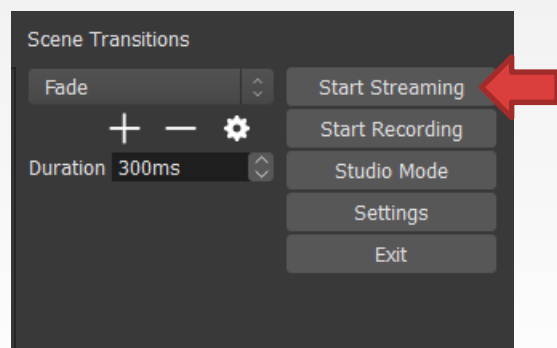 Scene Transitions
Fade
Start Streaming
Start Recording
Duration 300ms
Studio Mode
Settings
Exit